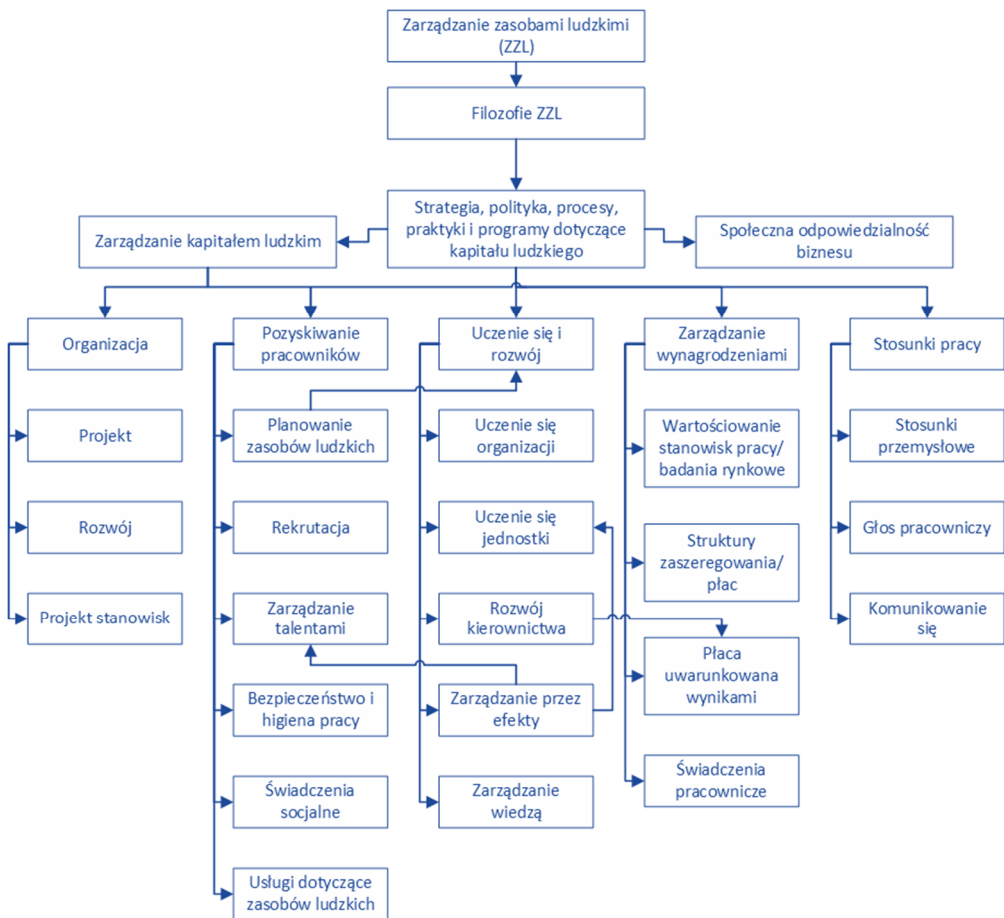 Zarządzanie zasobami ludzkimi
(ZZL)
Filozofie ZZL
Strategia, polityka, procesy,
praktyki i programy dotyczące
kapitału ludzkiego
Zarządzanie kapitałem ludzkim
Społeczna odpowiedzialność
biznesu
Organizacja
Projekt
Rozwój
Projekt stanowisk
Pozyskiwanie
pracowników
Planowanie
zasobów ludzkich
Rekrutacja
Zarządzanie
talentami
Bezpieczeństwo i
higiena pracy
Świadczenia
socjalne
Usługi dotyczące
zasobów ludzkich
Uczenie się i
rozwój
Uczenie się
organizacji
Uczenie się
jednostki
Rozwój
kierownictwa
Zarządzanie przez
efekty
Zarządzanie
wiedzą
Zarządzanie
wynagrodzeniami
Wartościowanie
stanowisk pracy/
badania rynkowe
Struktury
zaszeregowania/
płac
Płaca
uwarunkowana
wynikami
Świadczenia
pracownicze
Stosunki pracy
Stosunki
przemysłowe
Głos pracowniczy
Komunikowanie
się